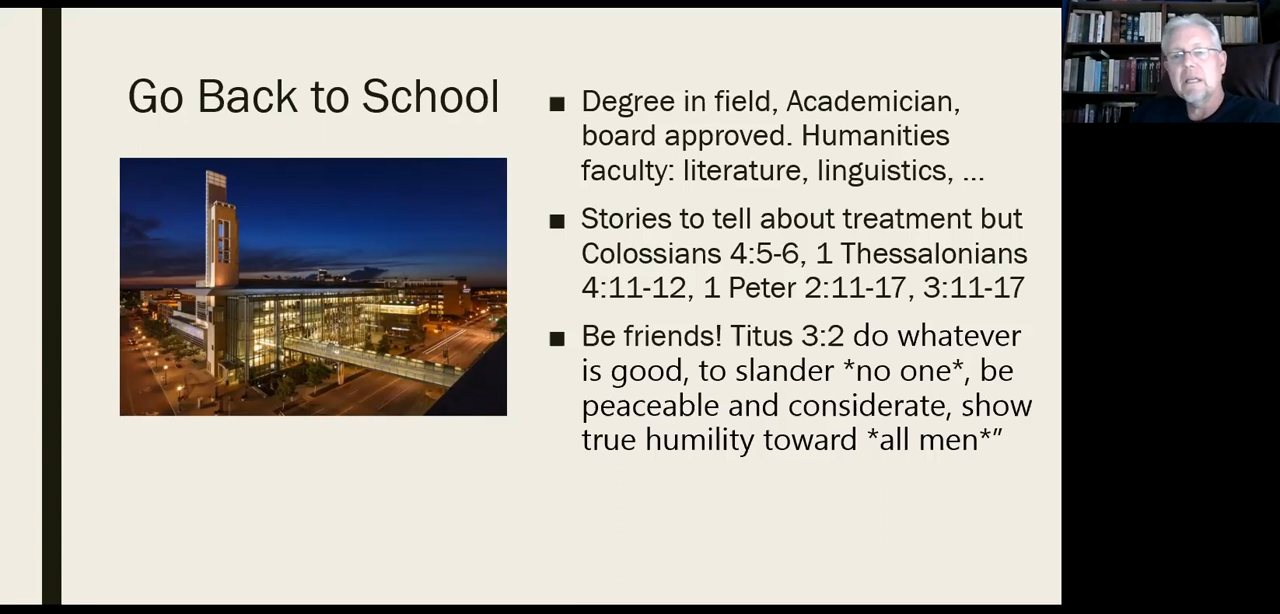 Go Back to School
■ Degree in field, Academician,
board approved. Humanities
faculty: literature, linguistics, ...
■ Stories to tell about treatment but
Colossians 4:5-6, 1 Thessalonians
4:11-12, 1 Peter 2:11-17, 3:11-17
■ Be friends! Titus 3:2 do whatever
is good, to slander *no one*, be
peaceable and considerate, show
true humility toward *all men*”